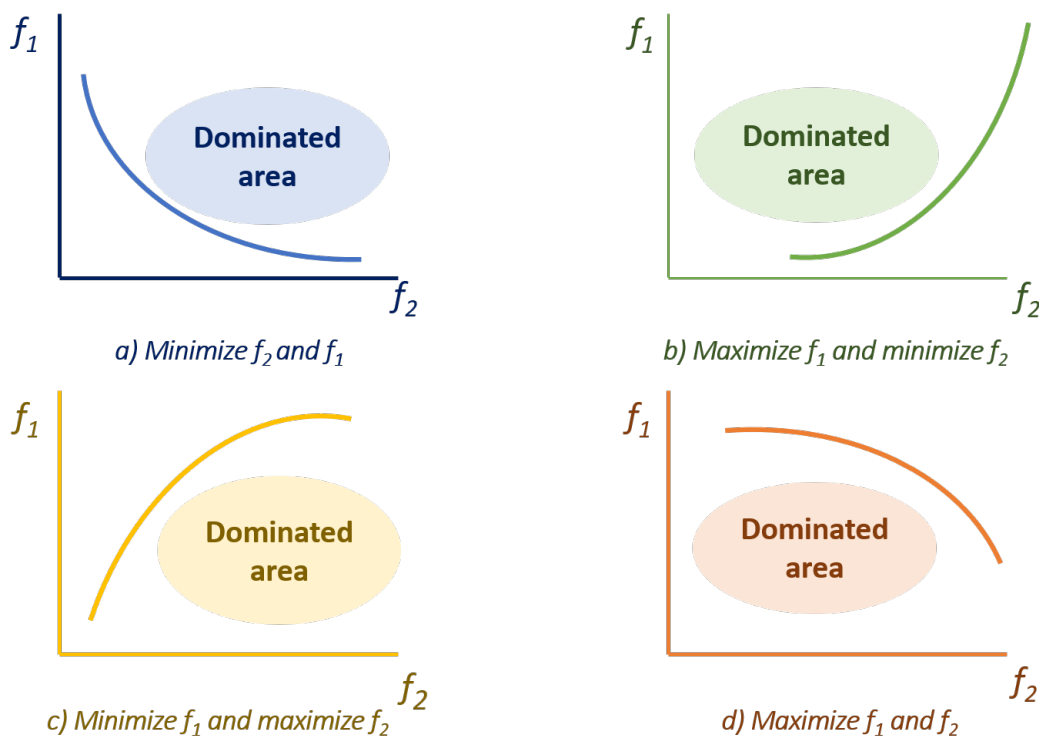 f1
Dominated
area
f2
a) Minimize f2 and f1
f1
Dominated
area
f2
b) Maximize f1 and minimize f2
f1
Dominated
area
f2
c) Minimize f1 and maximize f2
f1
Dominated
area
f2
d) Maximize f1 and f2